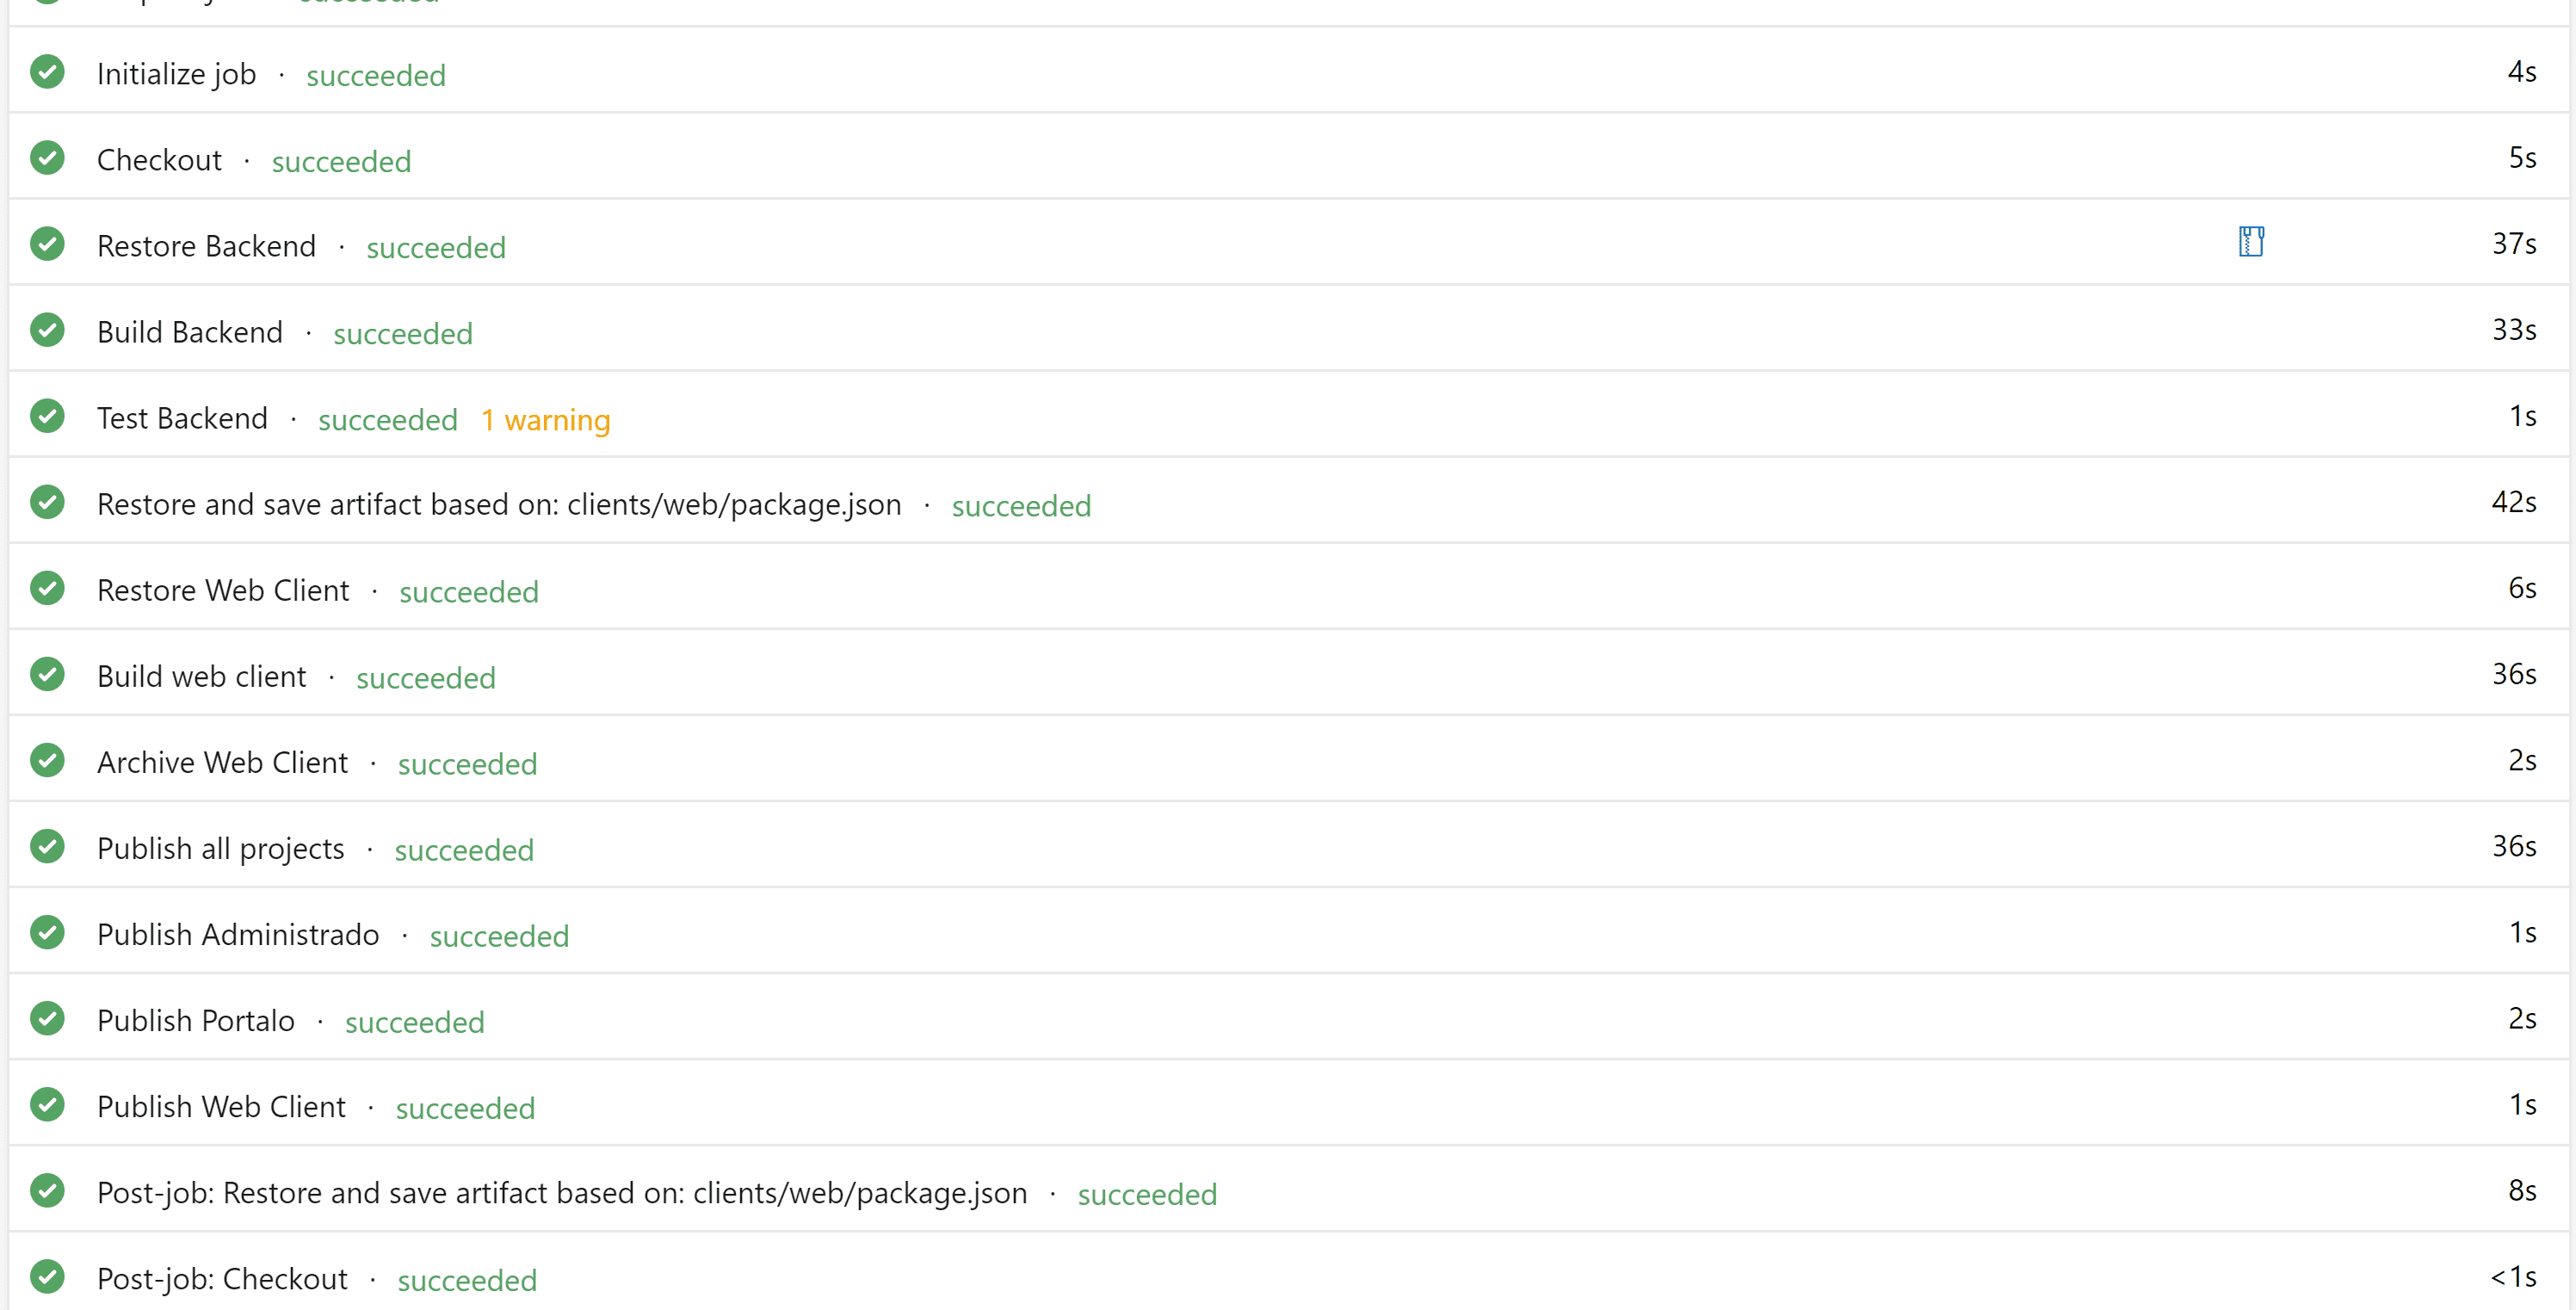 succeeded
Initialize job · succeeded 4s
Checkout · succeeded 5s
Restore Backend · succeeded 37s
Build Backend · succeeded 33s
Test Backend · succeeded 1 warning 1s
Restore and save artifact based on: clients/web/package.json · succeeded 42s
Restore Web Client · succeeded 6s
Build web client · succeeded 36s
Archive Web Client · succeeded 2s
Publish all projects · succeeded 36s
Publish Administrado · succeeded 1s
Publish Portalo · succeeded 2s
Publish Web Client · succeeded 1s
Post-job: Restore and save artifact based on: clients/web/package.json · succeeded 8s
Post-job: Checkout · succeeded <1s